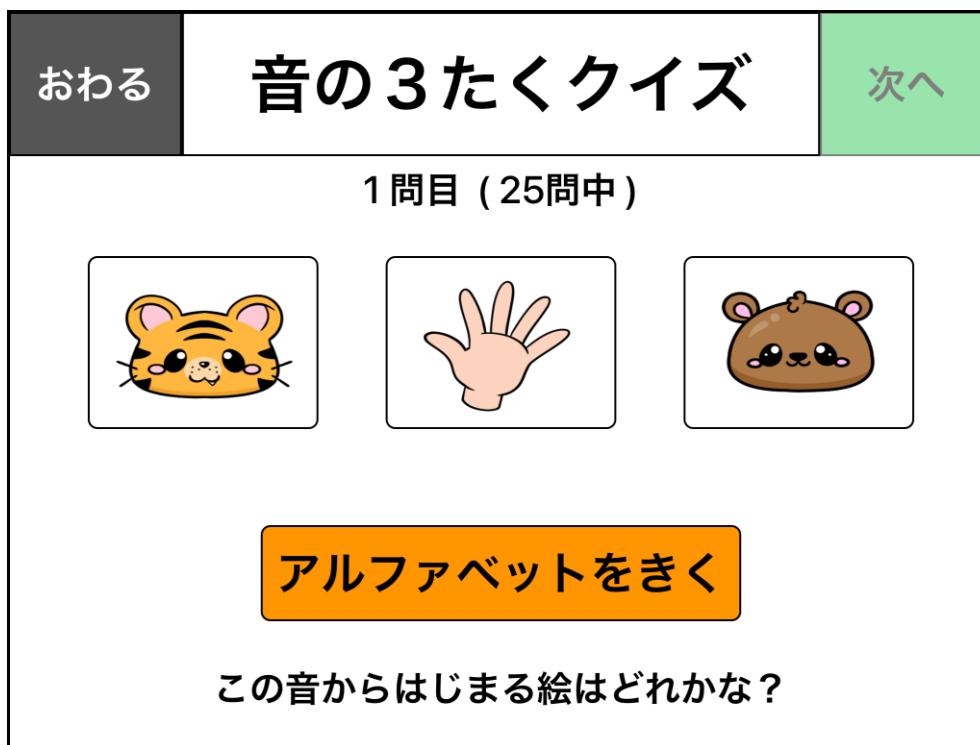 おわる
音の３たくクイズ
次へ
1 問目 ( 25問中 )
アルファベットをきく
この音からはじまる絵はどれかな？